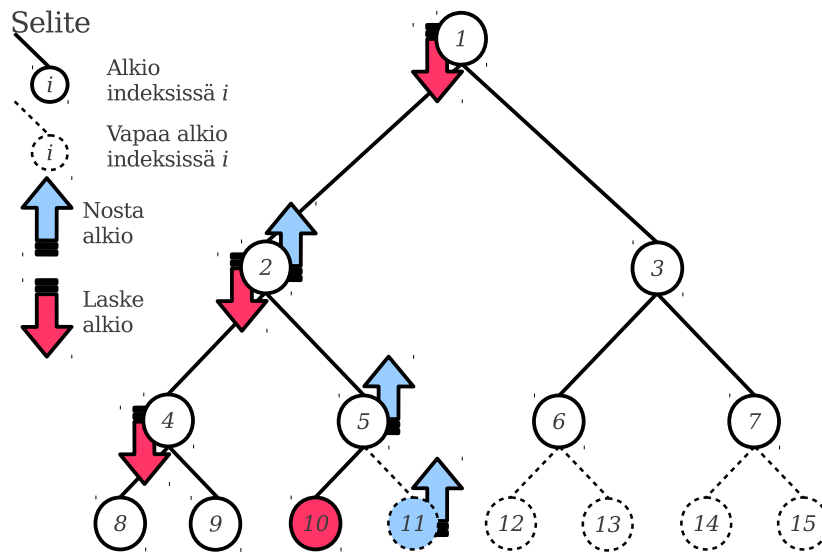 Selite
i
Alkio
indeksissä i
i
Vapaa alkio
indeksissä i
Nosta
alkio
Laske
alkio
1
2
3
4
5
6
7
8
9
10
11
12
13
14
15